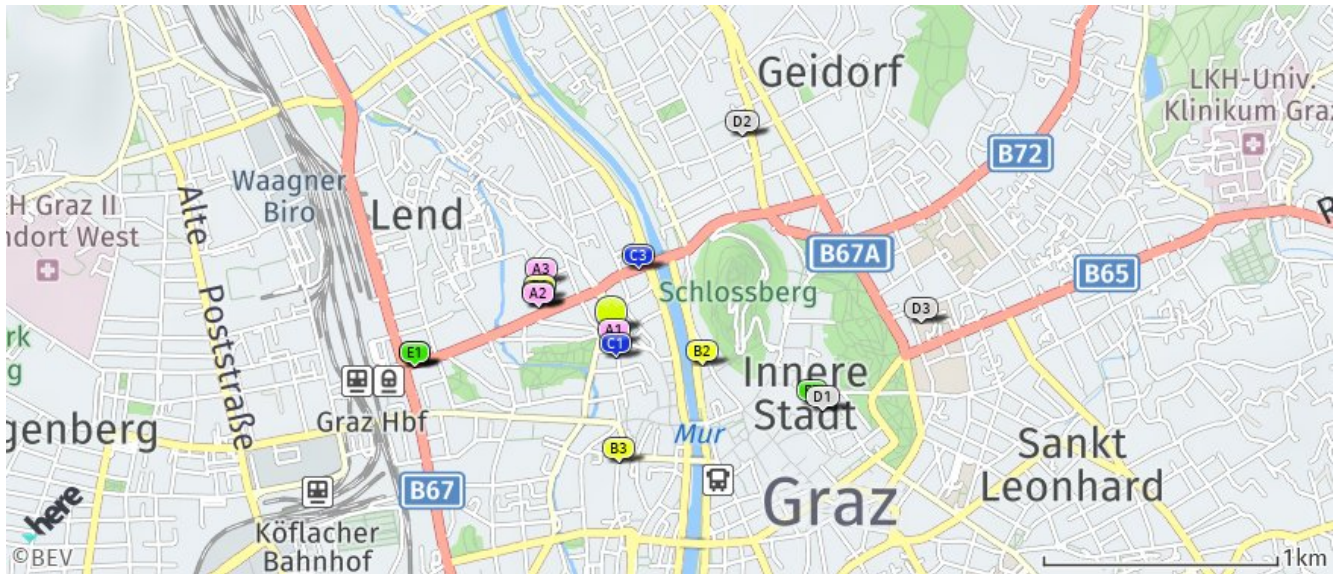 Geidorf
LKH-Univ.
Klinikum Graz
D2
B72
Waagner
Biro
Alte Poststraße
H Graz II
ndort West
Lend
B67A
B65
C3
A3
A2
Schlossberg
D3
A1
C1
E1
B2
rk
g
Innere
Stadt
D1
Graz Hbf
genberg
Mur
B3
Sankt
Leonhard
B67
Graz
here
Köflacher
Bahnhof
©BEV
1km